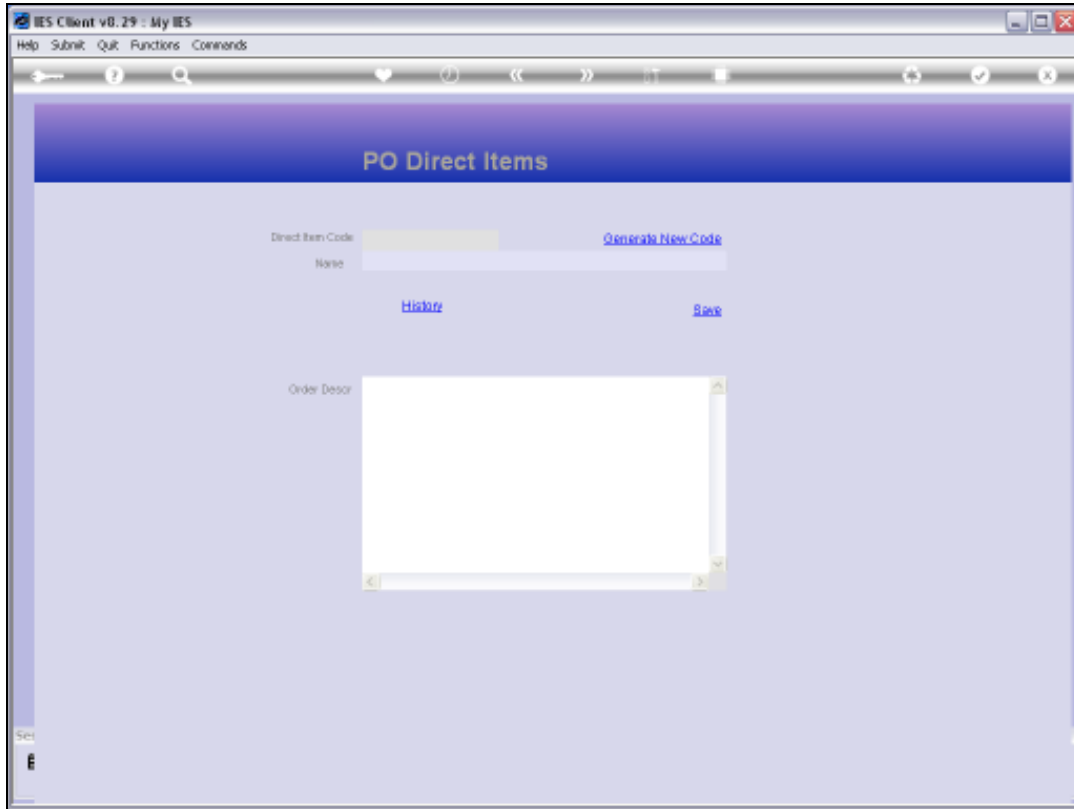 IES Client v8.29 : My IES
Help Submit Quit Functions Commands
PO Direct Items
Direct Item Code
Generate New Code
Name
History
Save
Order Descr
Ses